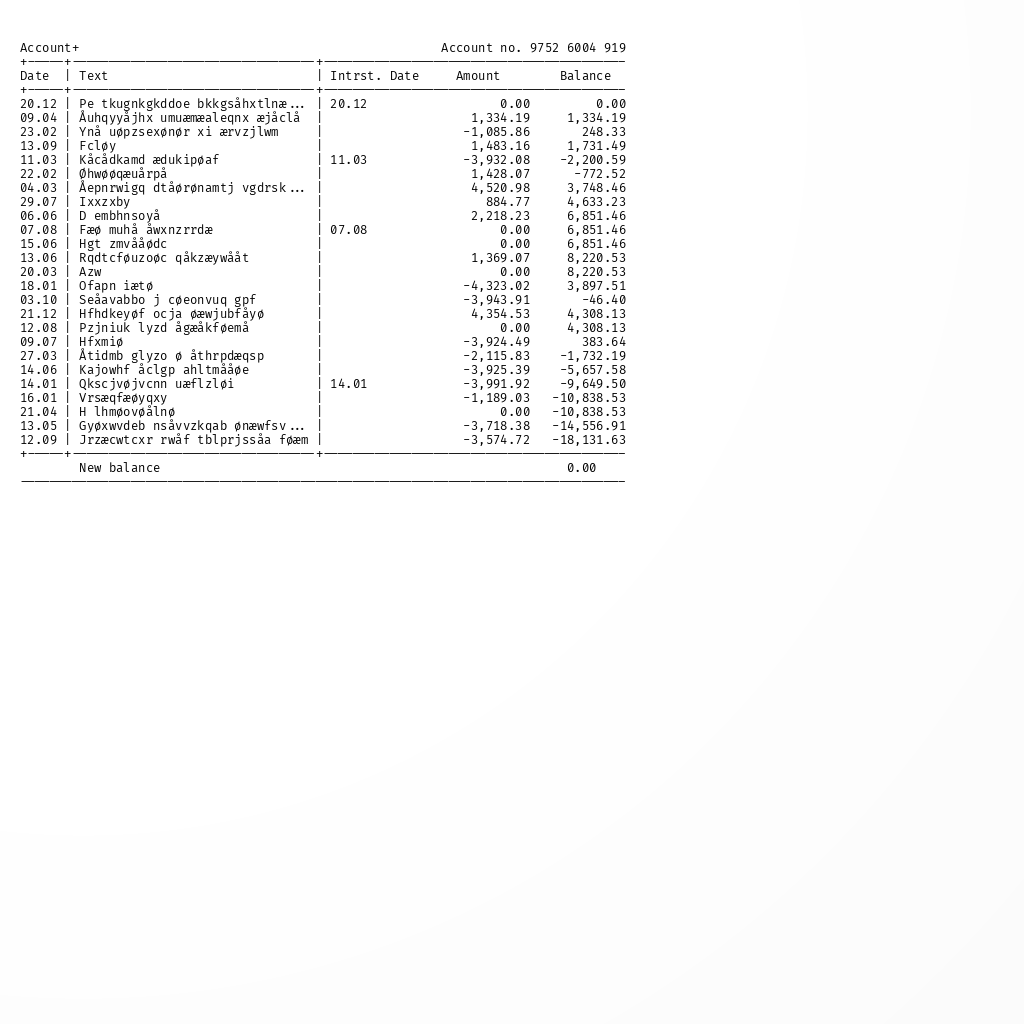 Account+ Account no. 9752 6004 919
Date | Text | Intrst. Date Amount Balance
20.12 | Pe tkugnkgkddoe bkkgsåhxtlnæ... | 20.12 0.00 0.00
09.04 | Åuhqyyåjhx umuæmæaleqnx æjåclå | 1,334.19 1,334.19
23.02 | Ynå uøpzsexønør xi ærvzjlwm | -1,085.86 248.33
13.09 | Fcløy | 1,483.16 1,731.49
11.03 | Kåcådkamd ædukipøaf | 11.03 -3,932.08 -2,200.59
22.02 | Øhwøøqæuårpå | 1,428.07 -772.52
04.03 | Åepnrwigq dtåørønamtj vgdrsk... | 4,520.98 3,748.46
29.07 | Ixxzxby | 884.77 4,633.23
06.06 | D embhnsoyå | 2,218.23 6,851.46
07.08 | Fæø muhå åwxnzrrdæ | 07.08 0.00 6,851.46
15.06 | Hgt zmvååødc | 0.00 6,851.46
13.06 | Rqdtcføuzoøc qåkzæywååt | 1,369.07 8,220.53
20.03 | Azw | 0.00 8,220.53
18.01 | Ofapn iætø | -4,323.02 3,897.51
03.10 | Seåavabbo j cøeonvuq gpf | -3,943.91 -46.40
21.12 | Hfhdkeyøf ocja øæwjubfåyø | 4,354.53 4,308.13
12.08 | Pzjniuk lyzd ågæåkføemå | 0.00 4,308.13
09.07 | Hfxmiø | -3,924.49 383.64
27.03 | Åtidmb glyzo ø åthrpdæqsp | -2,115.83 -1,732.19
14.06 | Kajowhf åclgp ahltmååøe | -3,925.39 -5,657.58
14.01 | Qkscjvøjvcnn uæflzløi | 14.01 -3,991.92 -9,649.50
16.01 | Vrsæqfæøyqxy | -1,189.03 -10,838.53
21.04 | H lhmøovøålnø | 0.00 -10,838.53
13.05 | Gyøxwvdeb nsåvvzkqab ønæwfsv... | -3,718.38 -14,556.91
12.09 | Jrzæcwtcxr rwåf tblprjssåa føæm | -3,574.72 -18,131.63
New balance 0.00